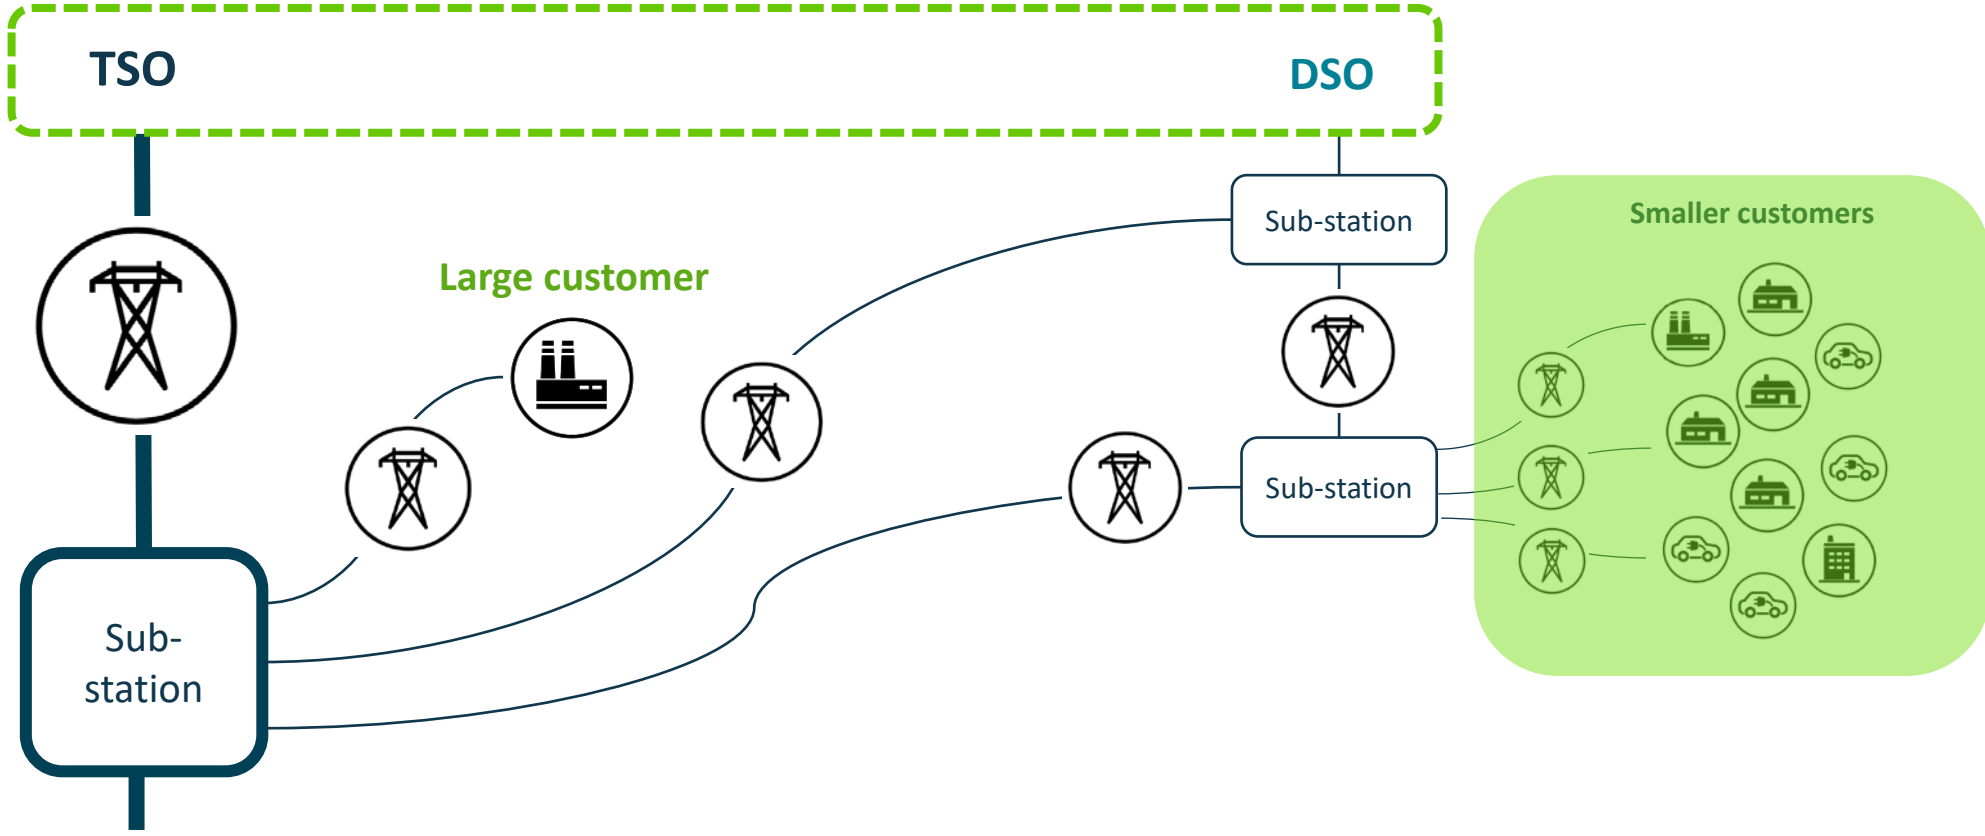 TSO
DSO
Sub-station
Smaller customers
Large customer
Sub-station
Sub-
station